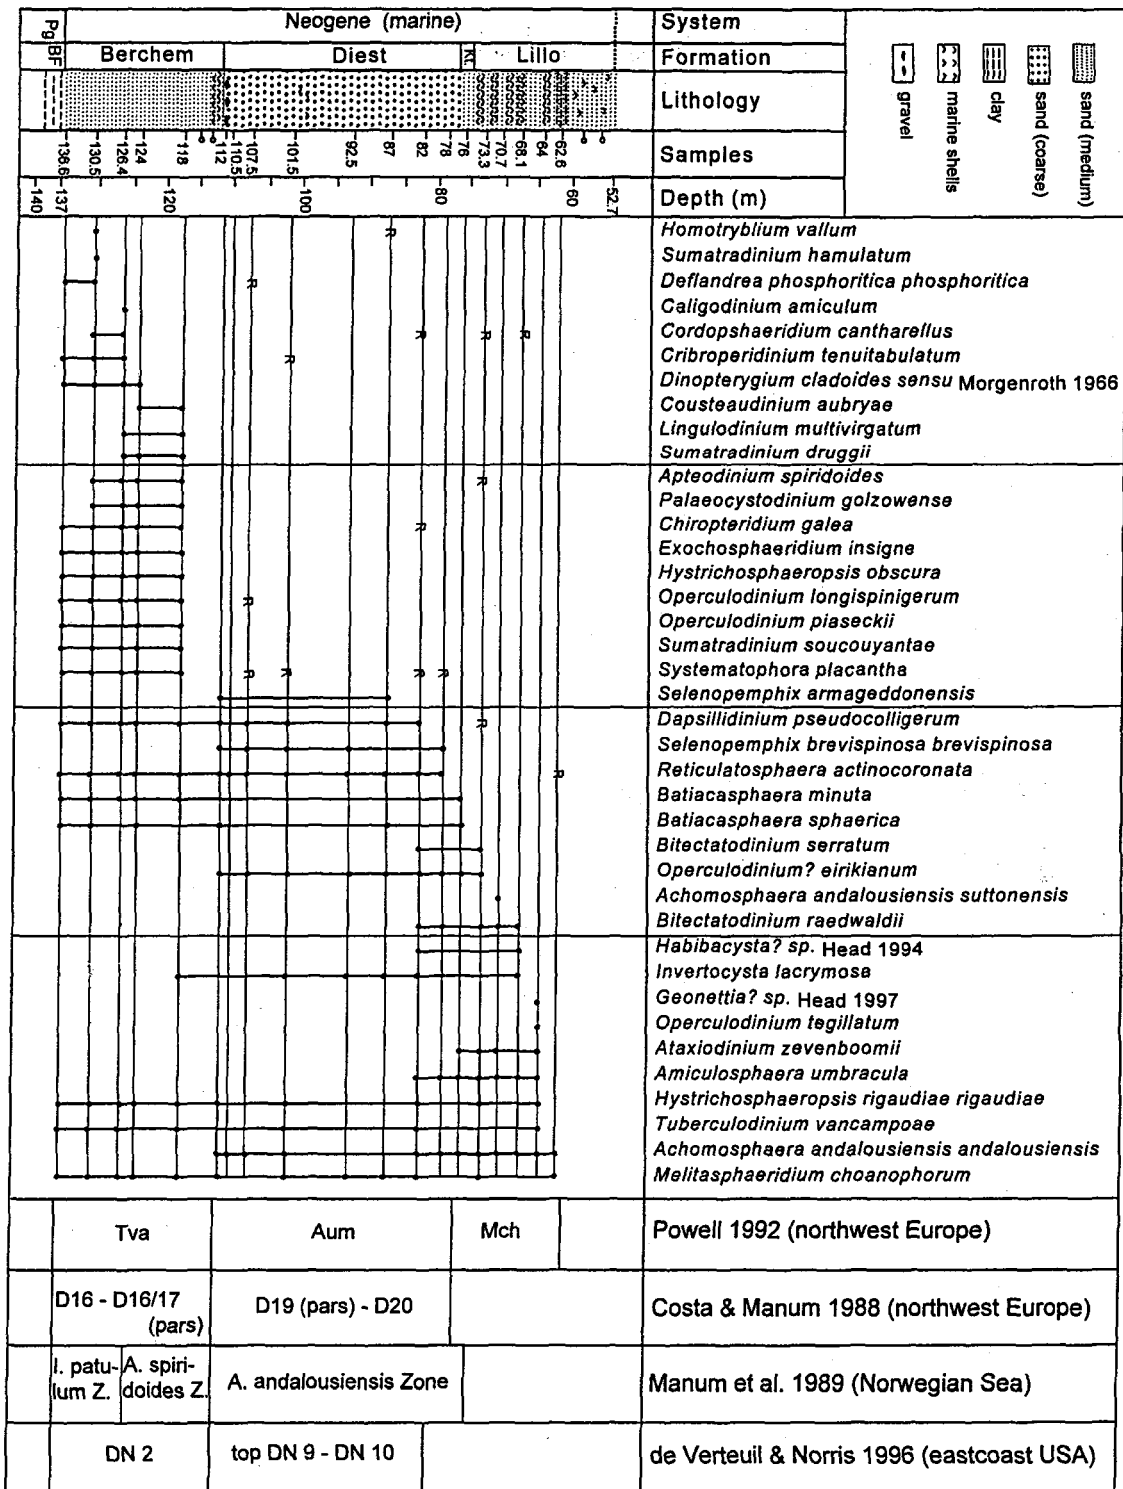 Neogene (marine)
System
Pg
BF
Berchem
Diest
Kt
Lillo
Formation
Lithology
gravel
marine shells
clay
sand (coarse)
sand (medium)
136.6
130.5
126.4
124
118
112
110.5
107.5
101.5
92.5
87
82
78
76
73.3
70.7
68.1
64
62.6
Samples
140
137
120
100
80
60
52.7
Depth (m)
Homotryblium vallum
R
Sumatradinium hamulatum
Deflandrea phosphoritica phosphoritica
R
Caligodinium amiculum
Cordopshaeridium cantharellus
R R R
Cribroperidinium tenuitabulatum
R
Dinopterygium cladoides sensu Morgenroth 1966
Cousteaudinium aubryae
Lingulodinium multivirgatum
Sumatradinium druggii
Apteodinium spiridoides
R
Palaeocystodinium golzowense
Chiropteridium galea
R
Exochosphaeridium insigne
Hystrichosphaeropsis obscura
Operculodinium longispinigerum
R
Operculodinium piaseckii
Sumatradinium soucouyantae
Systematophora placantha
R R R R
Selenopemphix armageddonensis
Dapsillidinium pseudocolligerum
R
Selenopemphix brevispinosa brevispinosa
Reticulatosphaera actinocoronata
R
Batiacasphaera minuta
Batiacasphaera sphaerica
Bitectatodinium serratum
Operculodinium? eirikianum
Achomosphaera andalousiensis suttonensis
Bitectatodinium raedwaldii
Habibacysta? sp. Head 1994
Invertocysta lacrymosa
Geonettia? sp. Head 1997
Operculodinium tegillatum
Ataxiodinium zevenboomii
Amiculosphaera umbracula
Hystrichosphaeropsis rigaudiae rigaudiae
Tuberculodinium vancampoae
Achomosphaera andalousiensis andalousiensis
Melitasphaeridium choanophorum
Tva
Aum
Mch
Powell 1992 (northwest Europe)
D16 - D16/17
(pars)
D19 (pars) - D20
Costa & Manum 1988 (northwest Europe)
I. patu-
lum Z.
A. spiri-
doides Z.
A. andalousiensis Zone
Manum et al. 1989 (Norwegian Sea)
DN 2
top DN 9 - DN 10
de Verteuil & Norris 1996 (eastcoast USA)